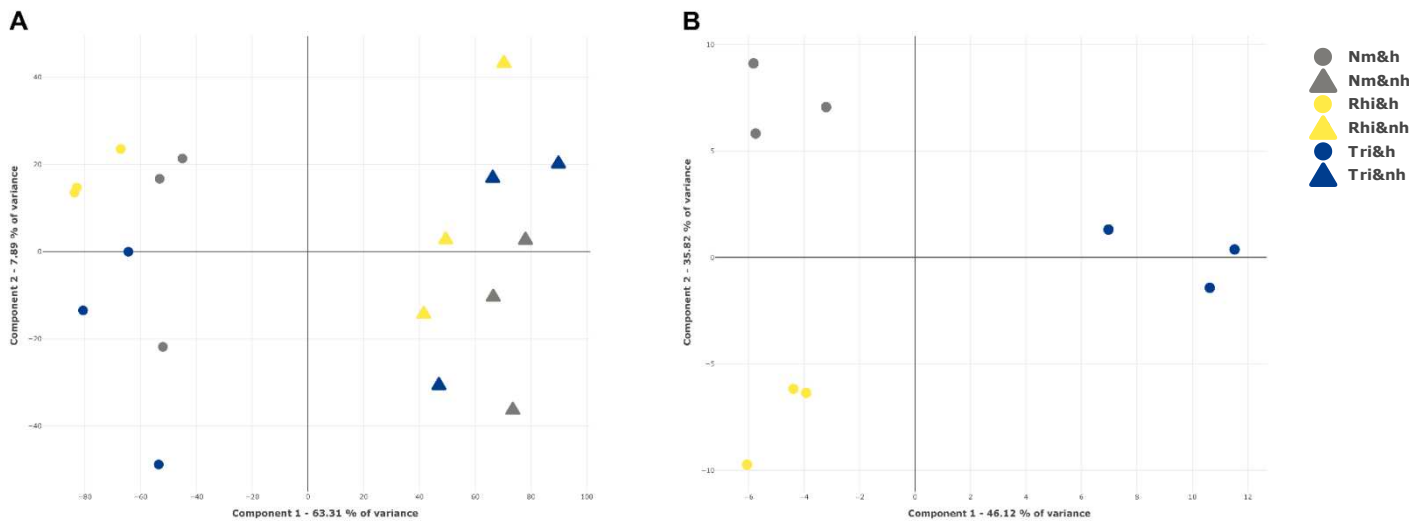 A
B
40
20
0
−20
−40
Component 2 - 7.89 % of variance
−80
−60
−40
−20
0
20
40
60
80
100
Component 1 - 63.31 % of variance
10
5
0
−5
−10
Component 2 - 35.82 % of variance
−6
−4
−2
0
2
4
6
8
10
12
Component 1 - 46.12 % of variance
Nm&h
Nm&nh
Rhi&h
Rhi&nh
Tri&h
Tri&nh